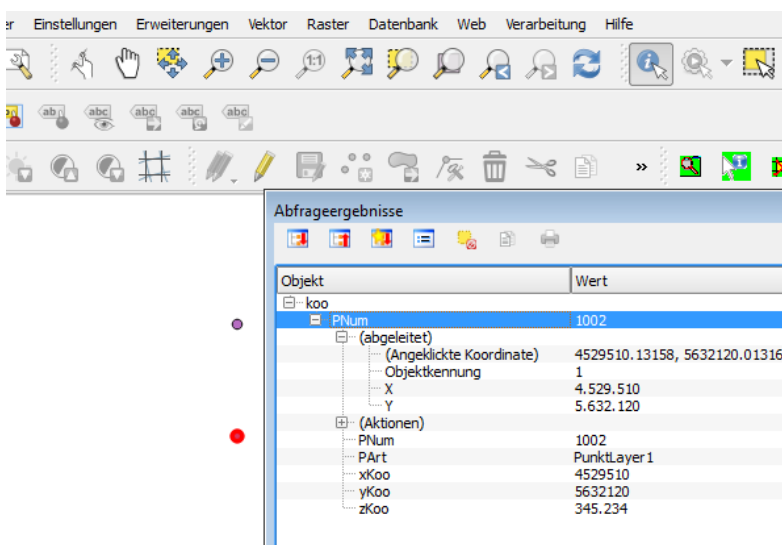 Einstellungen Erweiterungen Vektor Raster Datenbank Web Verarbeitung Hilfe
1:1
abc abc abc abc
Abfrageergebnisse
Objekt Wert
koo
PNum 1002
(abgeleitet)
(Angeklickte Koordinate) 4529510.13158, 5632120.01316
Objektkennung 1
X 4.529.510
Y 5.632.120
(Aktionen)
PNum 1002
PArt PunktLayer1
xKoo 4529510
yKoo 5632120
zKoo 345.234